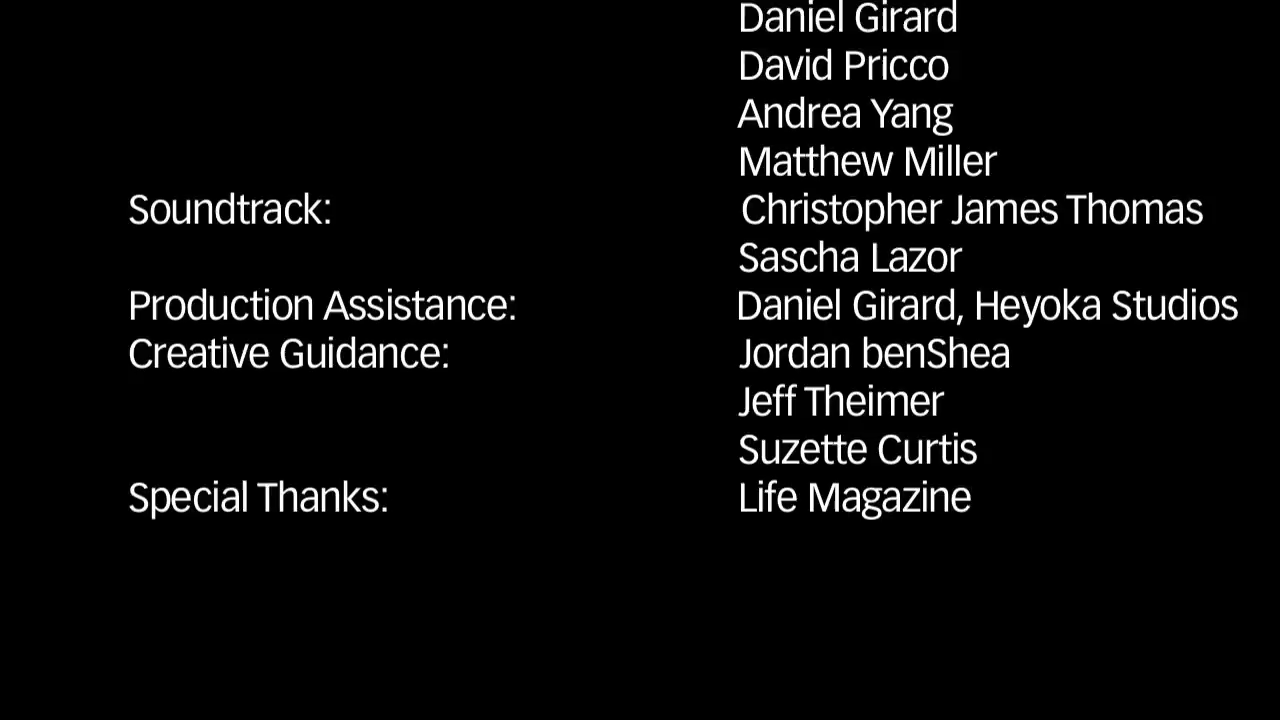 Daniel Girard
David Pricco
Andrea Yang
Matthew Miller
Soundtrack: Christopher James Thomas
Sascha Lazor
Production Assistance: Daniel Girard, Heyoka Studios
Creative Guidance: Jordan benShea
Jeff Theimer
Suzette Curtis
Special Thanks: Life Magazine